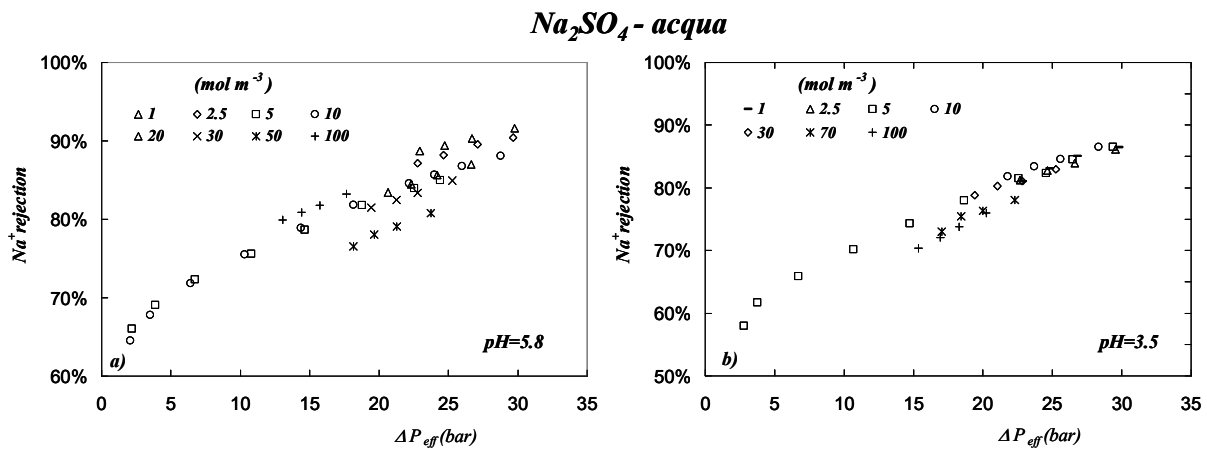 Na2SO4 - acqua
100%
90%
80%
70%
60%
Na+ rejection
(mol m-3)
1 2.5 5 10
20 30 50 100
a)
pH=5.8
0 5 10 15 20 25 30 35
ΔPeff (bar)
100%
90%
80%
70%
60%
50%
Na+ rejection
(mol m-3)
1 2.5 5 10
30 70 100
b)
pH=3.5
0 5 10 15 20 25 30 35
ΔPeff (bar)